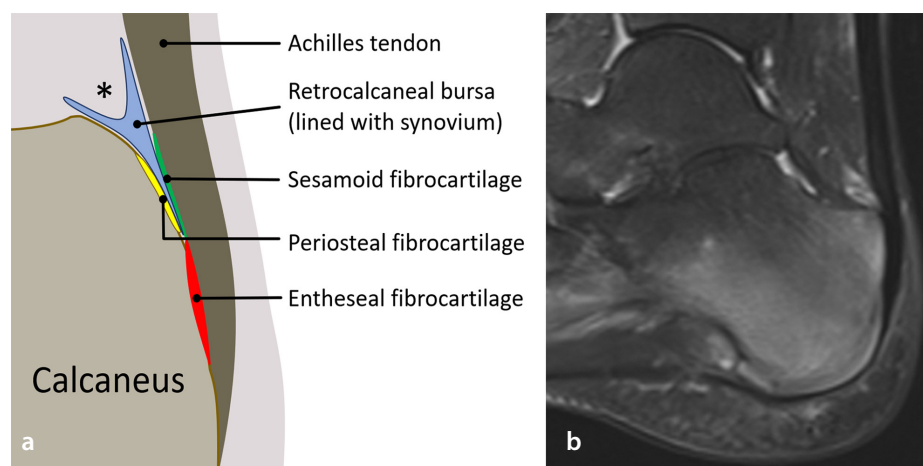 Achilles tendon
*
Retrocalcaneal bursa
(lined with synovium)
Sesamoid fibrocartilage
Periosteal fibrocartilage
Entheseal fibrocartilage
Calcaneus
a
b